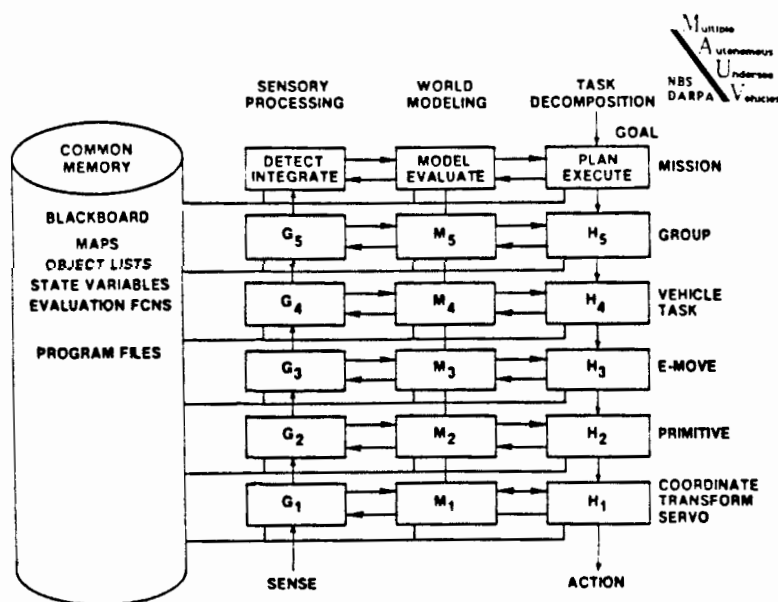 Multiple
Autonomous
Undersea
Vehicles
NBS
DARPA
SENSORY
PROCESSING
WORLD
MODELING
TASK
DECOMPOSITION
GOAL
COMMON
MEMORY
BLACKBOARD
MAPS
OBJECT LISTS
STATE VARIABLES
EVALUATION FCNS
PROGRAM FILES
DETECT
INTEGRATE
MODEL
EVALUATE
PLAN
EXECUTE
MISSION
G5
M5
H5
GROUP
G4
M4
H4
VEHICLE
TASK
G3
M3
H3
E-MOVE
G2
M2
H2
PRIMITIVE
G1
M1
H1
COORDINATE
TRANSFORM
SERVO
SENSE
ACTION